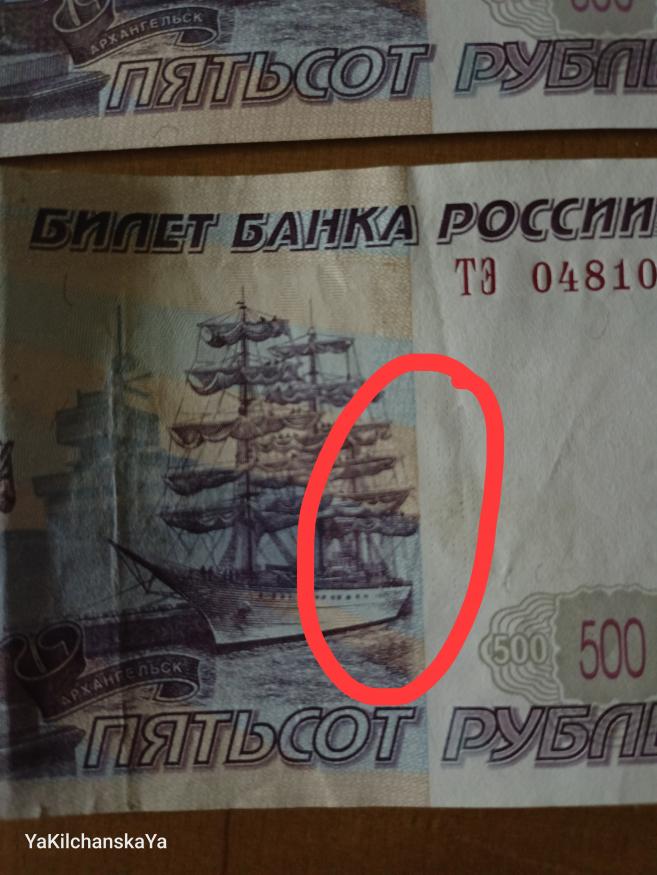 АРХАНГЕЛЬСК
ПЯТЬСОТ
БИЛЕТ БАНКА РОССИИ
ТЭ 04810
500 500
АРХАНГЕЛЬСК
ПЯТЬСОТ
YaKilchanskaYa